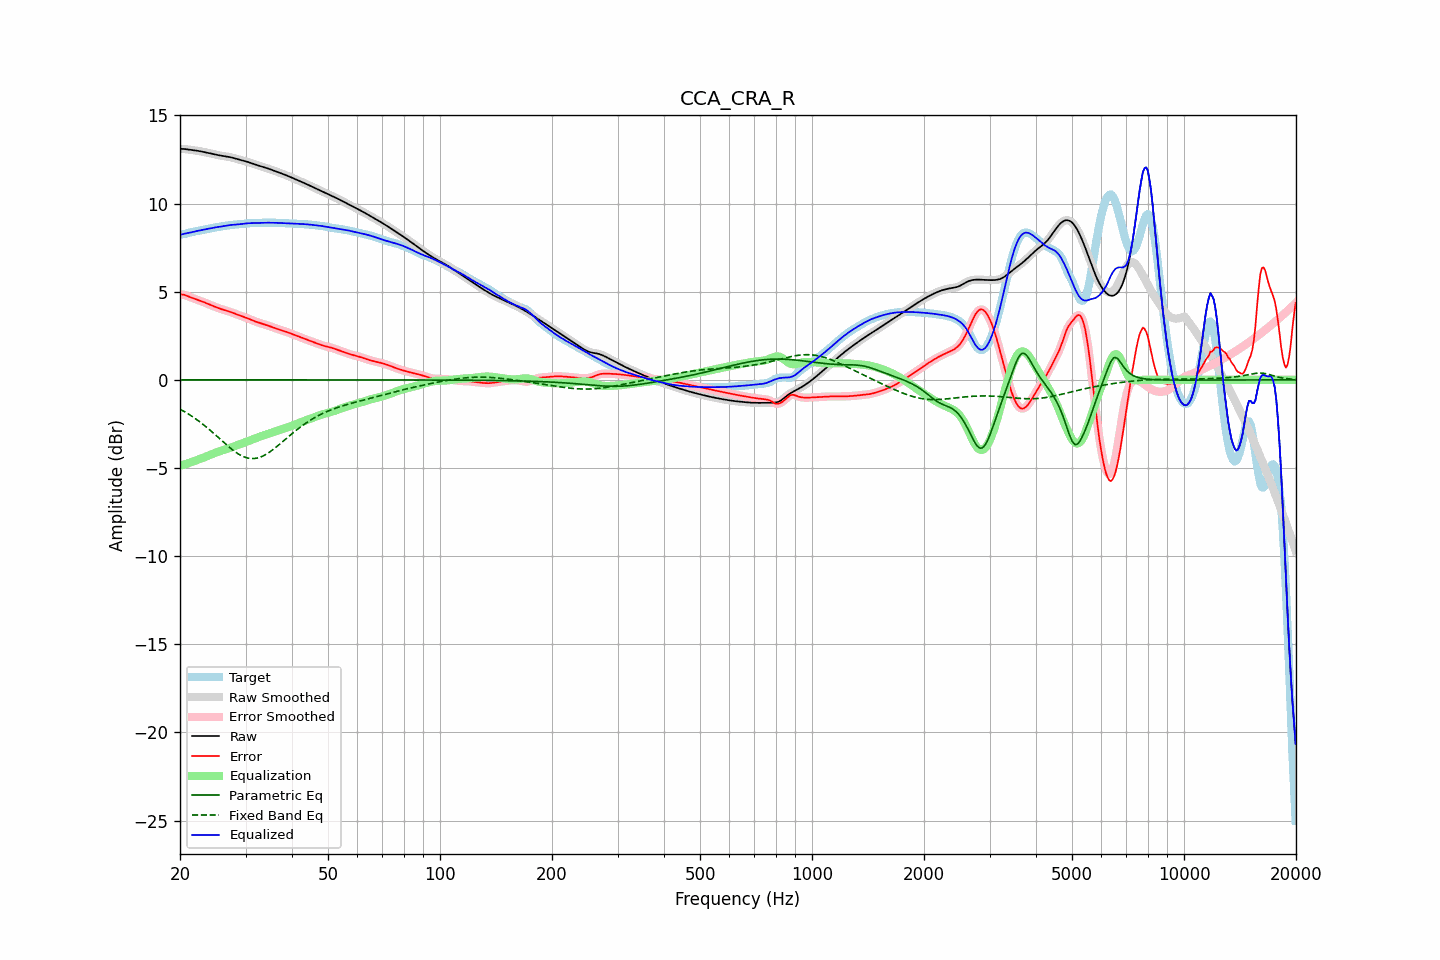 CCA_CRA_R
15
10
5
0
−5
−10
−15
−20
−25
Amplitude (dBr)
Target
Raw Smoothed
Error Smoothed
Raw
Error
Equalization
Parametric Eq
Fixed Band Eq
Equalized
20 50 100 200 500 1000 2000 5000 10000 20000
Frequency (Hz)